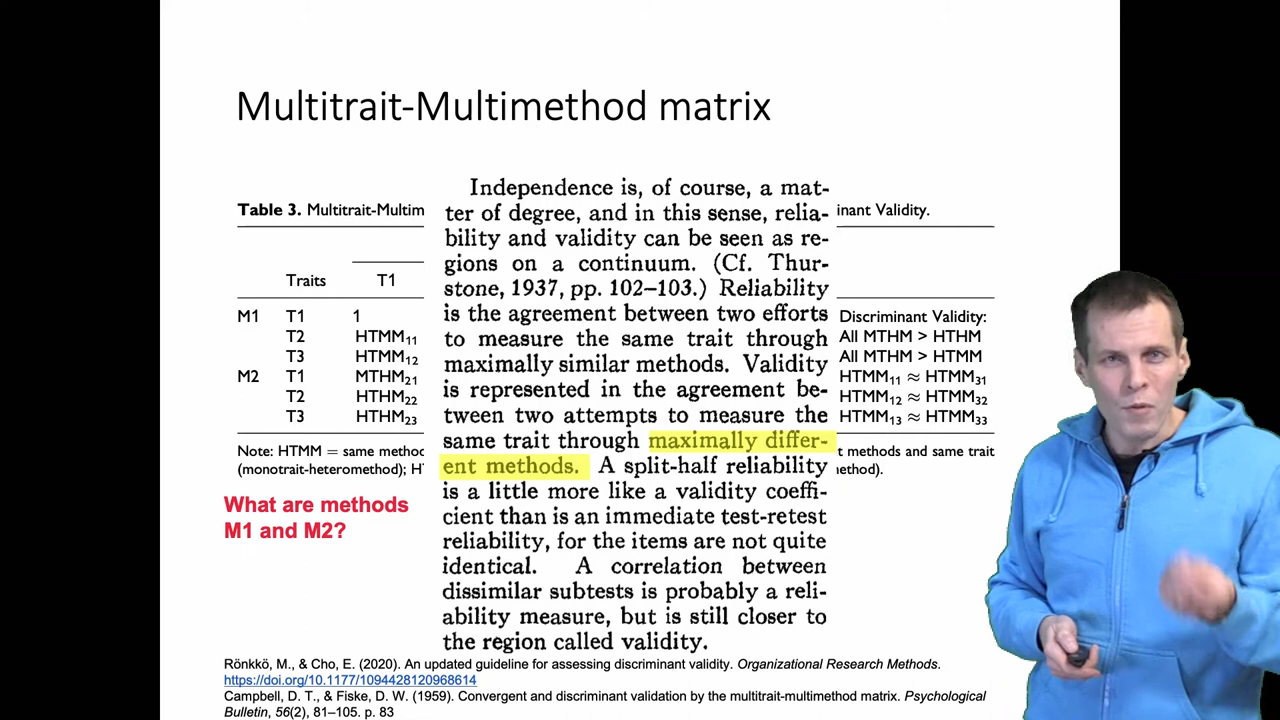 Multitrait-Multimethod matrix
Independence is, of course, a mat-
ter of degree, and in this sense, relia-
bility and validity can be seen as re-
gions on a continuum. (Cf. Thur-
stone, 1937, pp. 102–103.) Reliability
is the agreement between two efforts
to measure the same trait through
maximally similar methods. Validity
is represented in the agreement be-
tween two attempts to measure the
same trait through maximally differ-
ent methods. A split-half reliability
is a little more like a validity coeffi-
cient than is an immediate test-retest
reliability, for the items are not quite
identical. A correlation between
dissimilar subtests is probably a reli-
ability measure, but is still closer to
the region called validity.
Table 3. Multitrait-Multim
inant Validity.
Traits T1
M1 T1 1
T2 HTMM₁₁
T3 HTMM₁₂
M2 T1 MTHM₂₁
T2 HTHM₂₂
T3 HTHM₂₃
Discriminant Validity:
All MTHM > HTHM
All MTHM > HTMM
HTMM₁₁ ≈ HTMM₃₁
HTMM₁₂ ≈ HTMM₃₂
HTMM₁₃ ≈ HTMM₃₃
Note: HTMM = same methoc
(monotrait-heteromethod); H
t methods and same trait
ethod).
What are methods
M1 and M2?
Rönkkö, M., & Cho, E. (2020). An updated guideline for assessing discriminant validity. Organizational Research Methods.
https://doi.org/10.1177/1094428120968614
Campbell, D. T., & Fiske, D. W. (1959). Convergent and discriminant validation by the multitrait-multimethod matrix. Psychological
Bulletin, 56(2), 81–105. p. 83